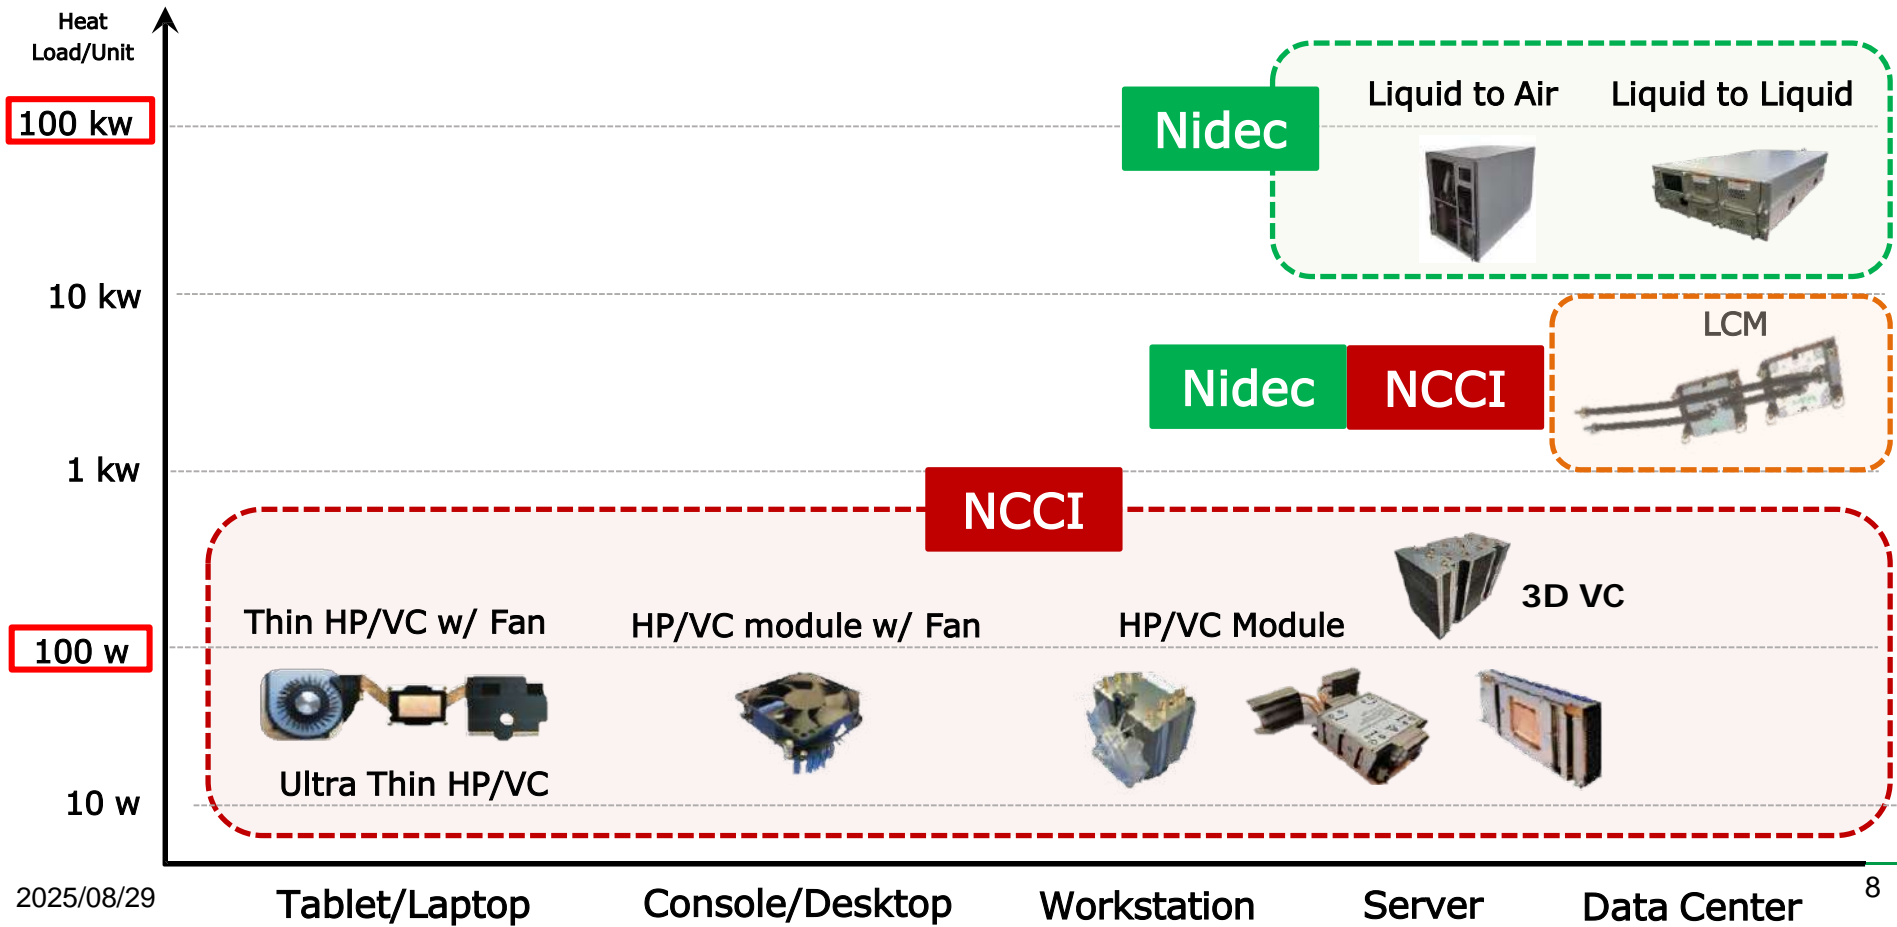 Heat
Load/Unit
100 kw
Nidec
Liquid to Air
Liquid to Liquid
10 kw
LCM
Nidec
NCCI
1 kw
NCCI
3D VC
Thin HP/VC w/ Fan
HP/VC module w/ Fan
HP/VC Module
100 w
Ultra Thin HP/VC
10 w
2025/08/29
Tablet/Laptop
Console/Desktop
Workstation
Server
Data Center
8